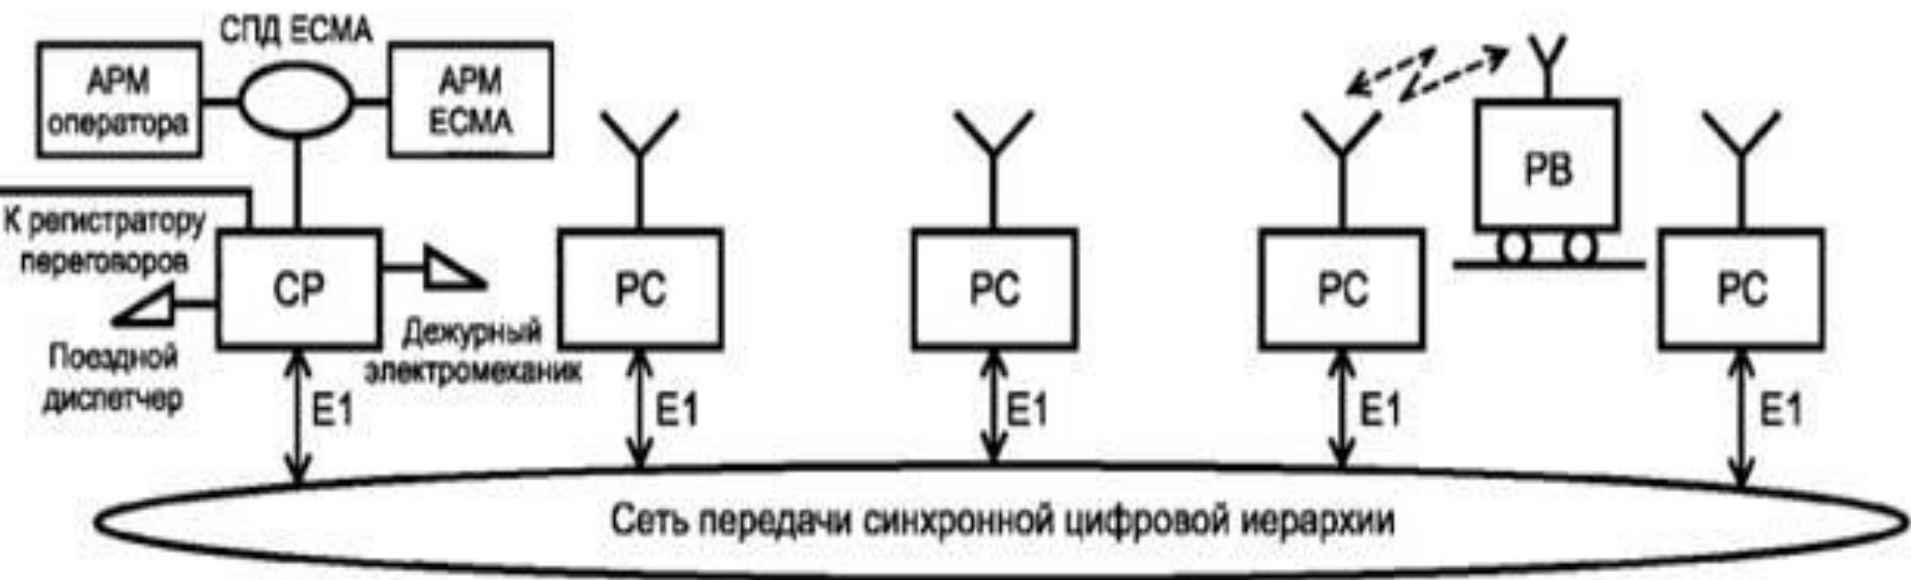 СПД ЕСМА
АРМ
оператора
АРМ
ЕСМА
К регистратору
переговоров
СР
Поездной
диспетчер
Дежурный
электромеханик
РС
РС
РС
РВ
РС
Е1
Е1
Е1
Е1
Е1
Сеть передачи синхронной цифровой иерархии